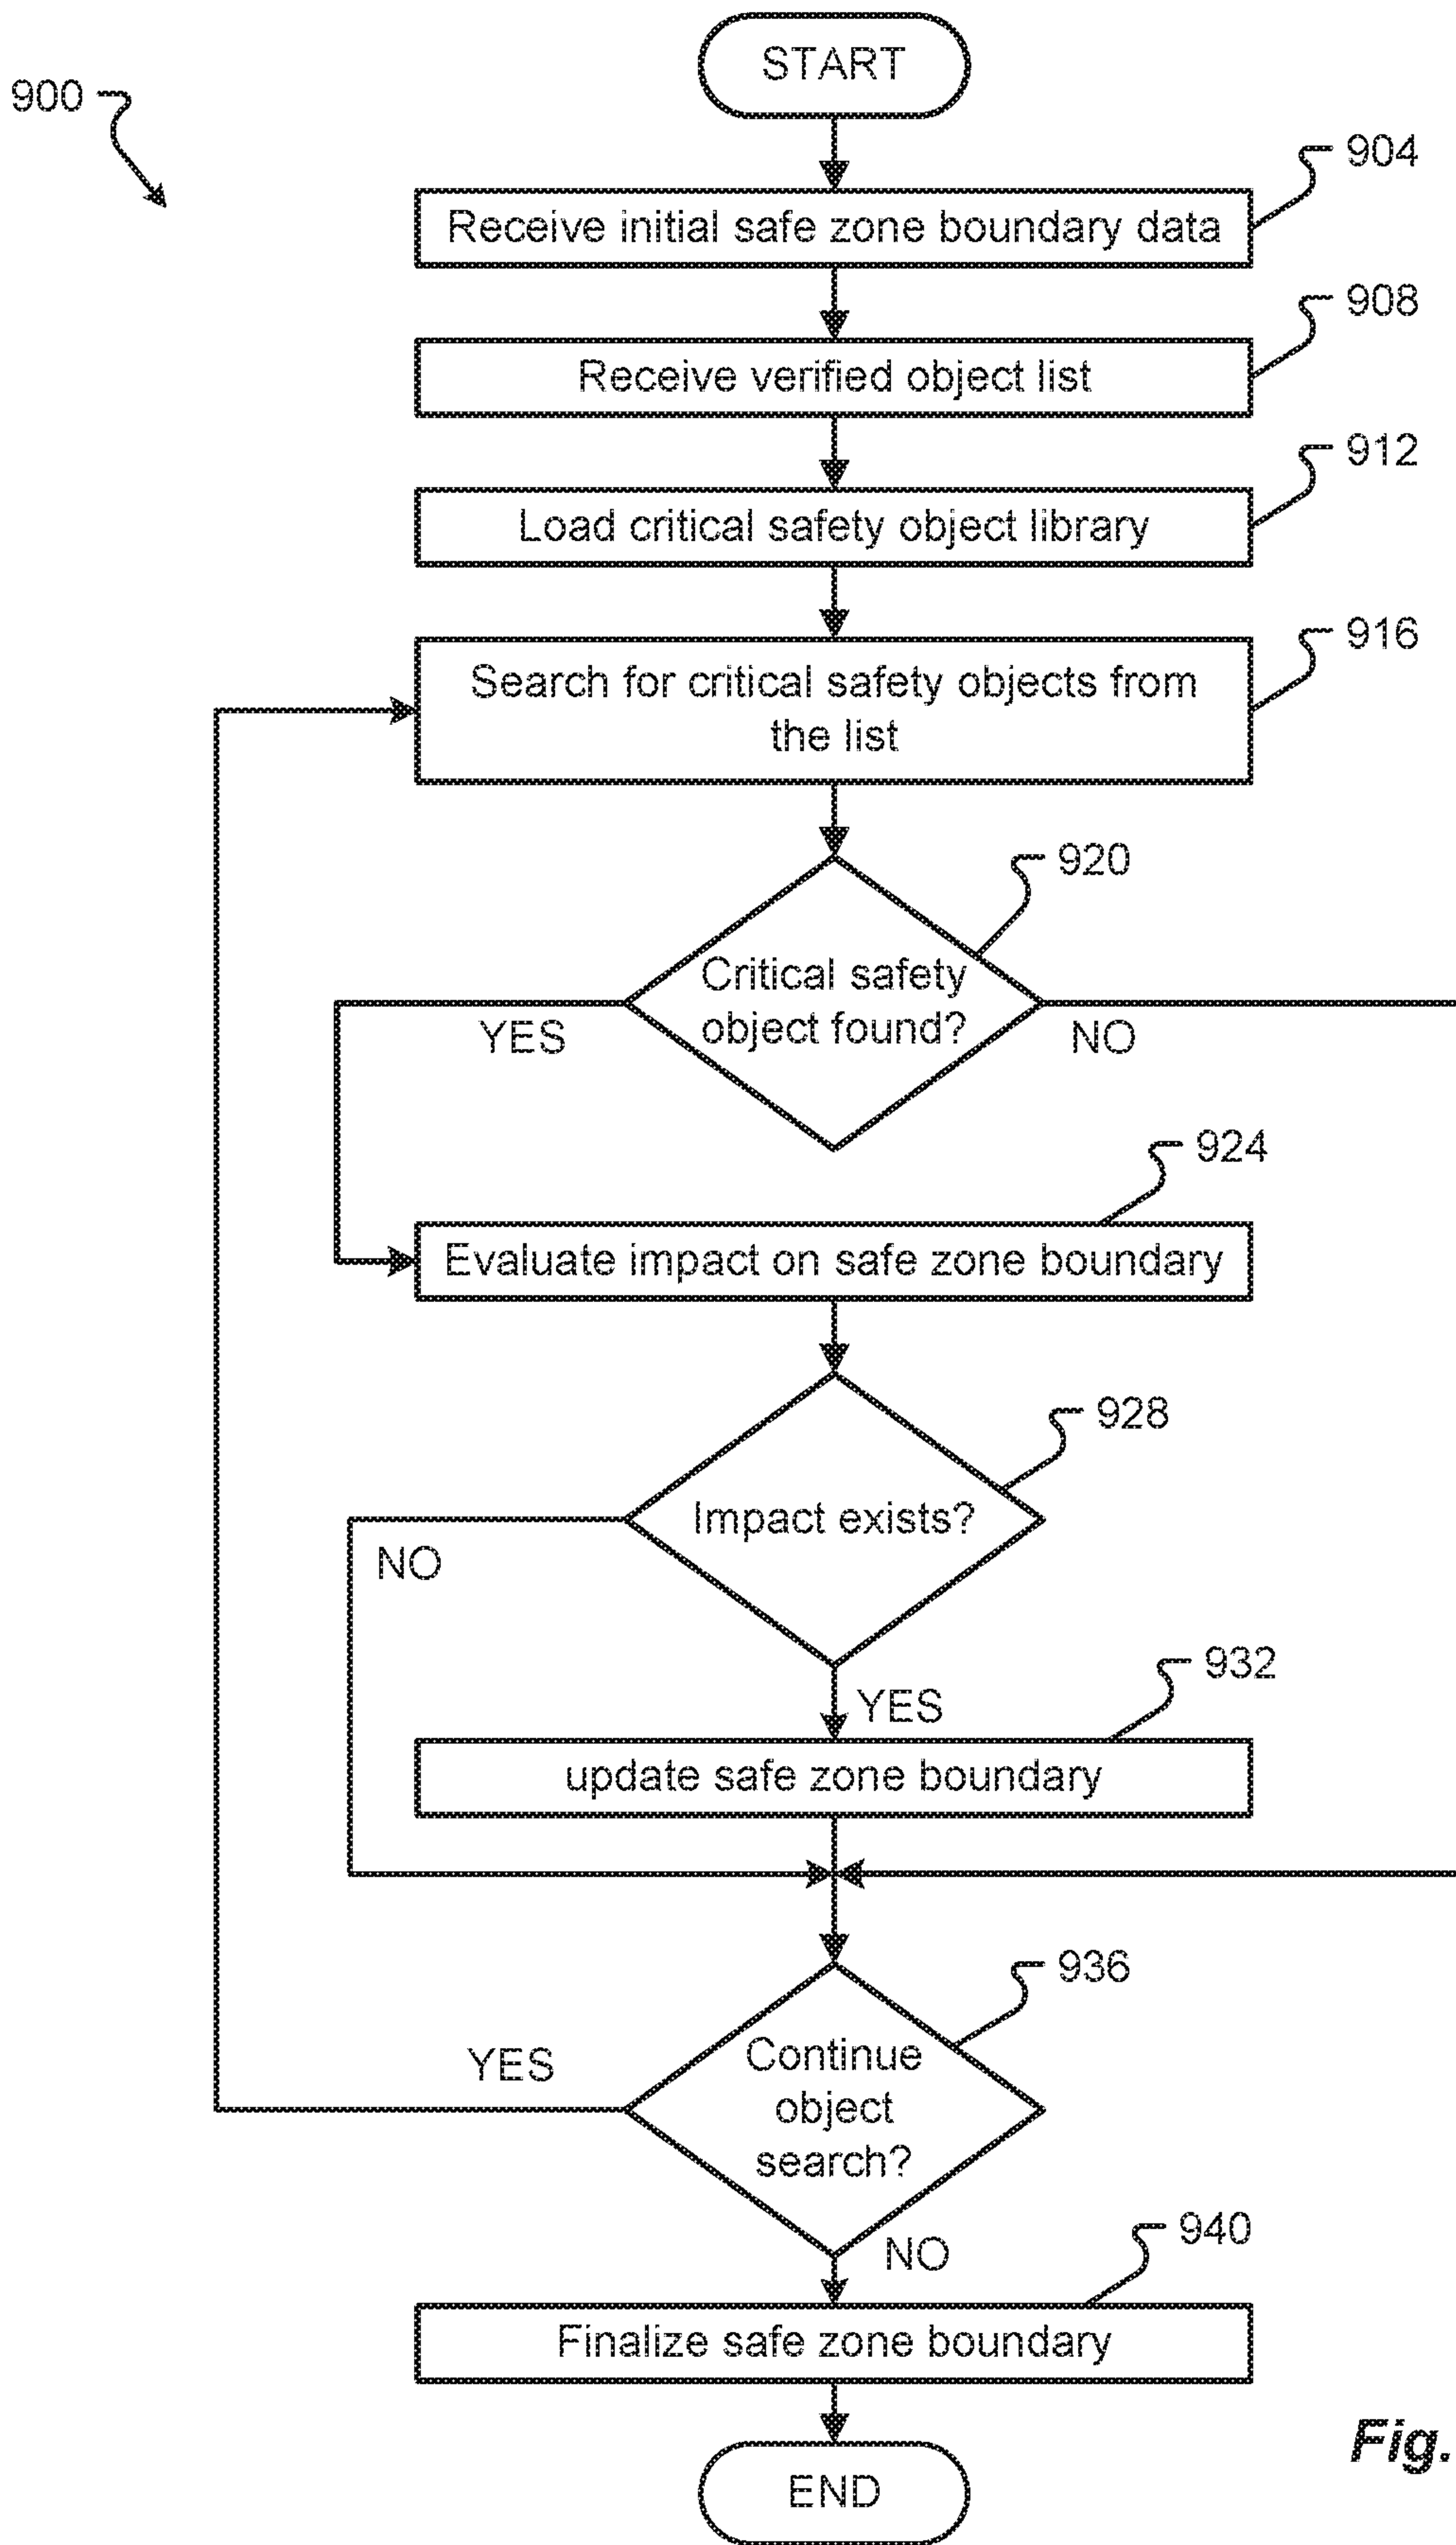 START
900
904
Receive initial safe zone boundary data
908
Receive verified object list
912
Load critical safety object library
916
Search for critical safety objects from
the list
920
Critical safety
object found?
YES
NO
924
Evaluate impact on safe zone boundary
928
Impact exists?
NO
YES
932
update safe zone boundary
936
Continue
object
search?
YES
NO
940
Finalize safe zone boundary
END
Fig.